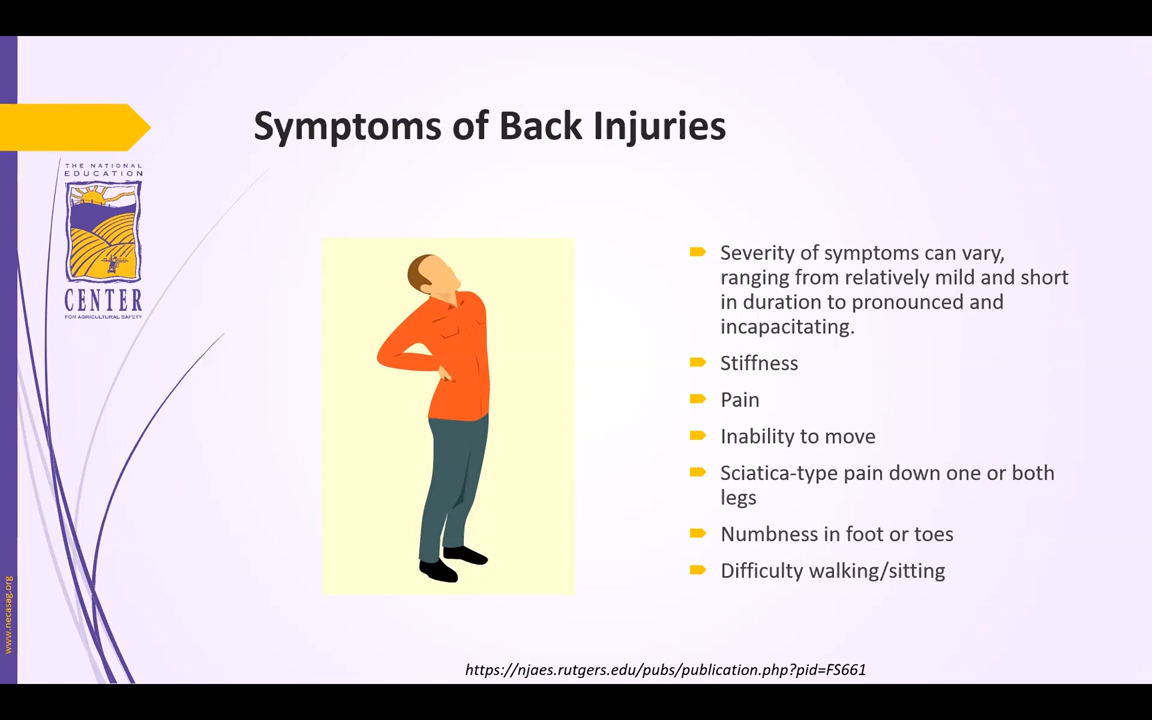 Symptoms of Back Injuries
THE NATIONAL
EDUCATION
CENTER
FOR AGRICULTURAL SAFETY
Severity of symptoms can vary,
ranging from relatively mild and short
in duration to pronounced and
incapacitating.
Stiffness
Pain
Inability to move
Sciatica-type pain down one or both
legs
Numbness in foot or toes
Difficulty walking/sitting
www.necasag.org
https://njaes.rutgers.edu/pubs/publication.php?pid=FS661